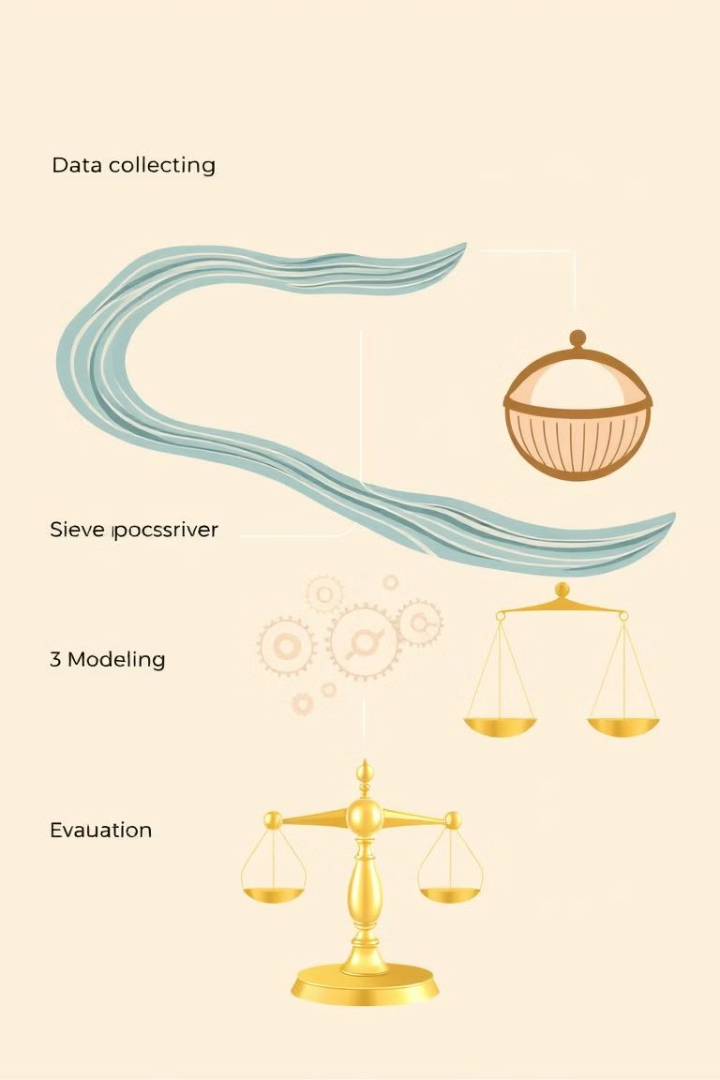 Data collecting
Sieve pocssriver
3 Modeling
Evauation